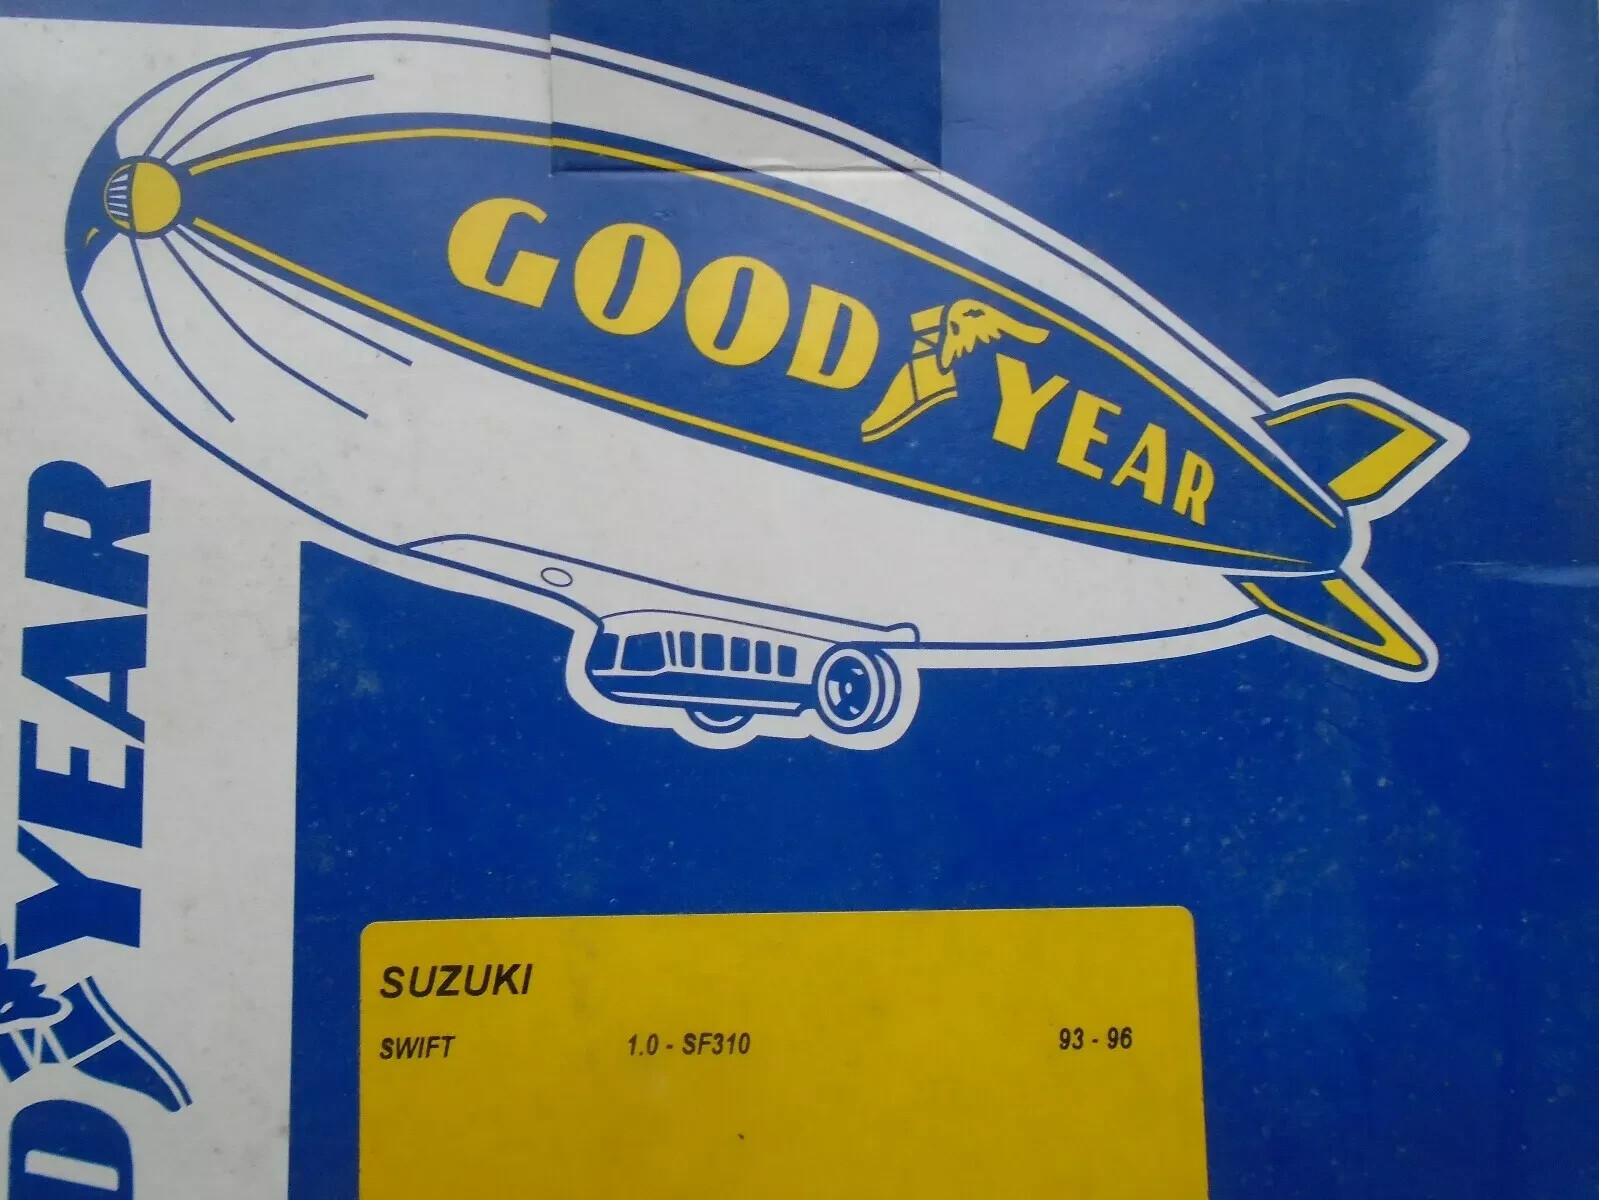 GOOD YEAR
D YEAR
SUZUKI
SWIFT 1.0 - SF310 93 - 96